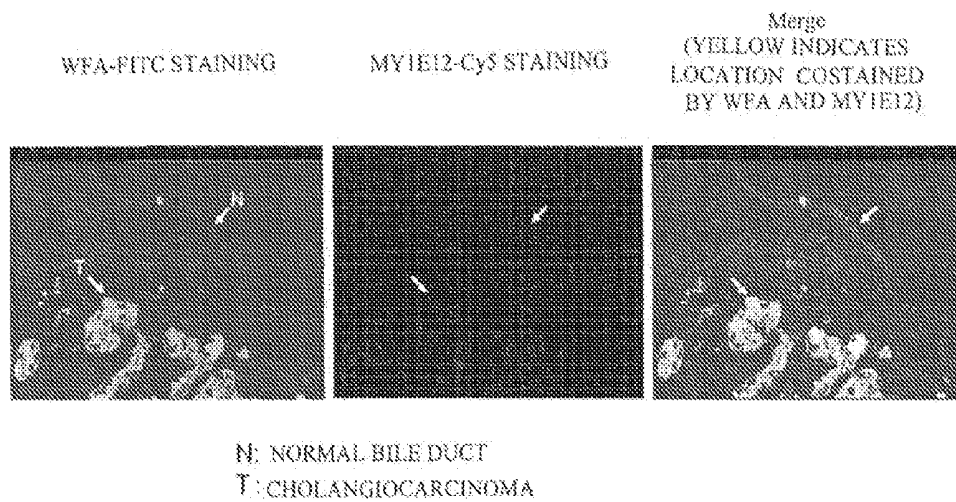 WFA-FITC STAINING
MY1E12-Cy5 STAINING
Merge
(YELLOW INDICATES
LOCATION COSTAINED
BY WFA AND MY1E12)
N
T
N: NORMAL BILE DUCT
T: CHOLANGIOCARCINOMA